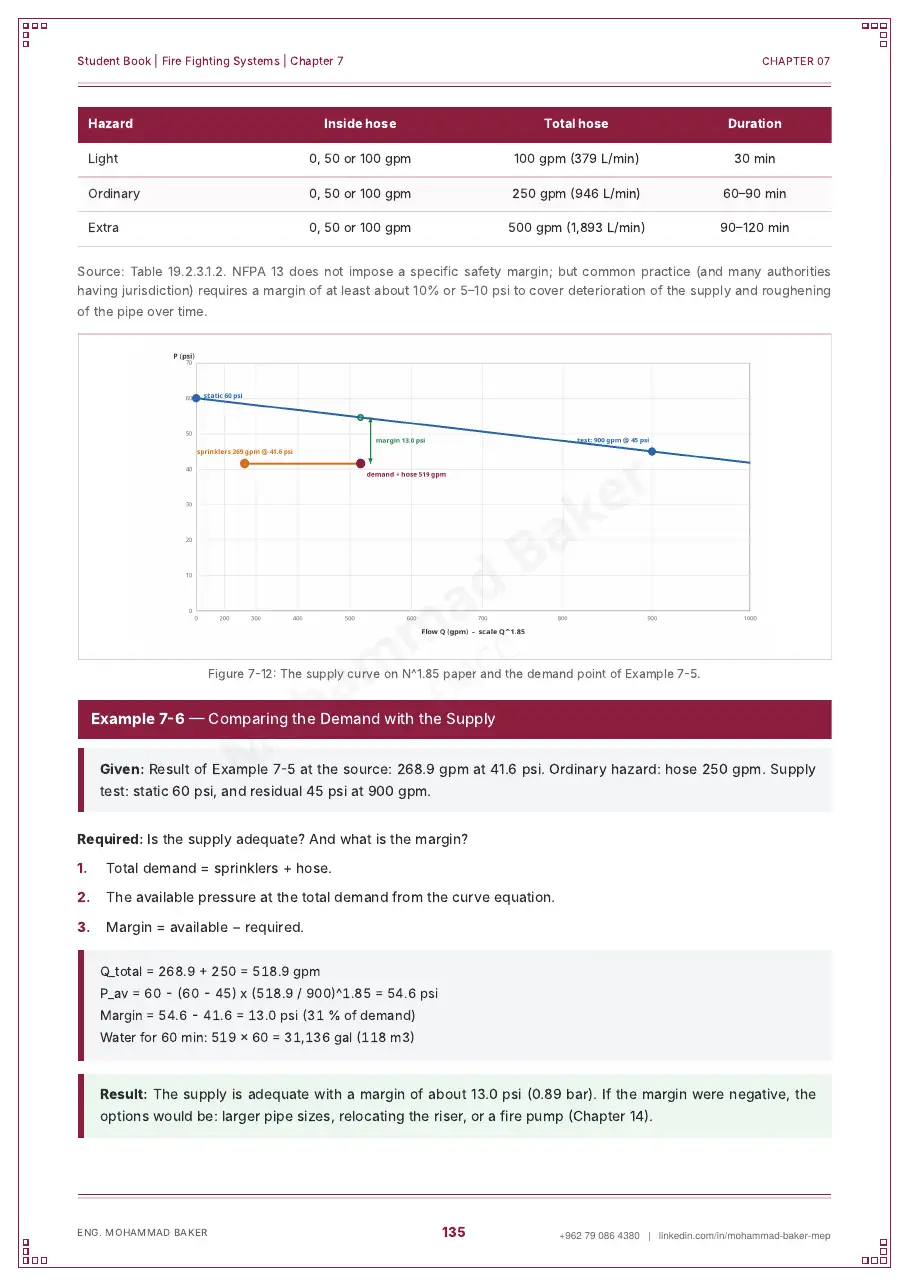 Student Book | Fire Fighting Systems | Chapter 7
CHAPTER 07
Hazard Inside hose Total hose Duration
Light 0, 50 or 100 gpm 100 gpm (379 L/min) 30 min
Ordinary 0, 50 or 100 gpm 250 gpm (946 L/min) 60–90 min
Extra 0, 50 or 100 gpm 500 gpm (1,893 L/min) 90–120 min
Source: Table 19.2.3.1.2. NFPA 13 does not impose a specific safety margin; but common practice (and many authorities
having jurisdiction) requires a margin of at least about 10% or 5–10 psi to cover deterioration of the supply and roughening
of the pipe over time.
P (psi)
70
60
static 60 psi
50
margin 13.0 psi
test: 900 gpm @ 45 psi
sprinklers 269 gpm @ 41.6 psi
40
demand + hose 519 gpm
30
20
10
0
0 200 300 400 500 600 700 800 900 1000
Flow Q (gpm) - scale Q^1.85
Mohammad Baker
Figure 7-12: The supply curve on N^1.85 paper and the demand point of Example 7-5.
Example 7-6 — Comparing the Demand with the Supply
Given: Result of Example 7-5 at the source: 268.9 gpm at 41.6 psi. Ordinary hazard: hose 250 gpm. Supply
test: static 60 psi, and residual 45 psi at 900 gpm.
Required: Is the supply adequate? And what is the margin?
1. Total demand = sprinklers + hose.
2. The available pressure at the total demand from the curve equation.
3. Margin = available − required.
Q_total = 268.9 + 250 = 518.9 gpm
P_av = 60 - (60 - 45) x (518.9 / 900)^1.85 = 54.6 psi
Margin = 54.6 - 41.6 = 13.0 psi (31 % of demand)
Water for 60 min: 519 × 60 = 31,136 gal (118 m3)
Result: The supply is adequate with a margin of about 13.0 psi (0.89 bar). If the margin were negative, the
options would be: larger pipe sizes, relocating the riser, or a fire pump (Chapter 14).
ENG. MOHAMMAD BAKER
135
+962 79 086 4380 | linkedin.com/in/mohammad-baker-mep